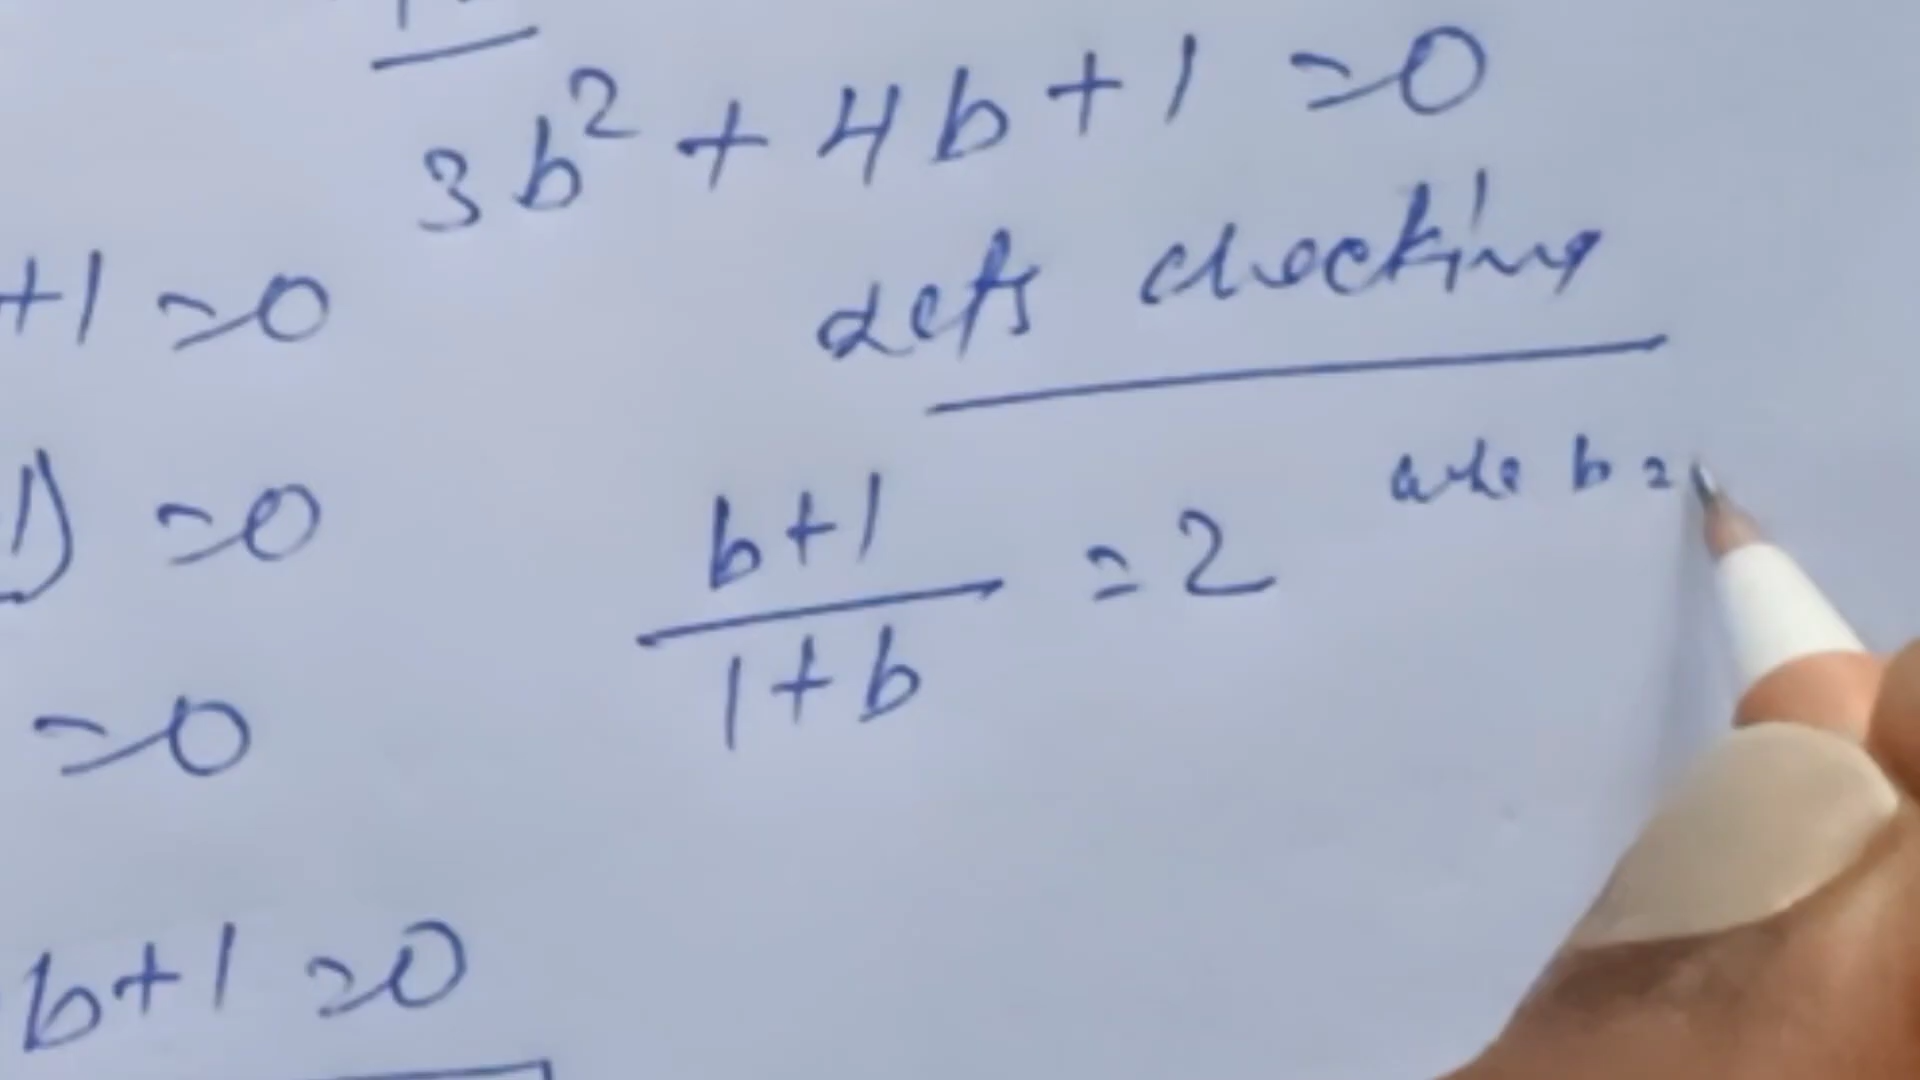 3b² + 4b + 1 = 0
+1 = 0
Lets checking
1) = 0
b+1
/
1+b
= 2
b =
= 0
b+1 = 0